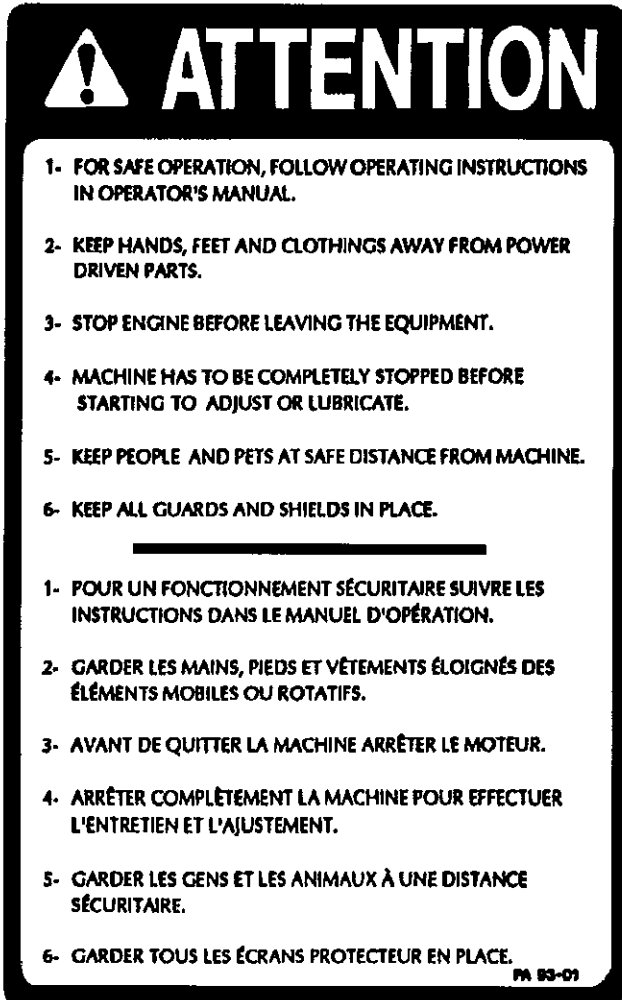 ATTENTION
1- FOR SAFE OPERATION, FOLLOW OPERATING INSTRUCTIONS
IN OPERATOR'S MANUAL.
2- KEEP HANDS, FEET AND CLOTHINGS AWAY FROM POWER
DRIVEN PARTS.
3- STOP ENGINE BEFORE LEAVING THE EQUIPMENT.
4- MACHINE HAS TO BE COMPLETELY STOPPED BEFORE
STARTING TO ADJUST OR LUBRICATE.
5- KEEP PEOPLE AND PETS AT SAFE DISTANCE FROM MACHINE.
6- KEEP ALL GUARDS AND SHIELDS IN PLACE.
1- POUR UN FONCTIONNEMENT SÉCURITAIRE SUIVRE LES
INSTRUCTIONS DANS LE MANUEL D'OPÉRATION.
2- GARDER LES MAINS, PIEDS ET VÊTEMENTS ÉLOIGNÉS DES
ÉLÉMENTS MOBILES OU ROTATIFS.
3- AVANT DE QUITTER LA MACHINE ARRÊTER LE MOTEUR.
4- ARRÊTER COMPLÈTEMENT LA MACHINE POUR EFFECTUER
L'ENTRETIEN ET L'AJUSTEMENT.
5- GARDER LES GENS ET LES ANIMAUX À UNE DISTANCE
SÉCURITAIRE.
6- GARDER TOUS LES ÉCRANS PROTECTEUR EN PLACE.
PA 93-01